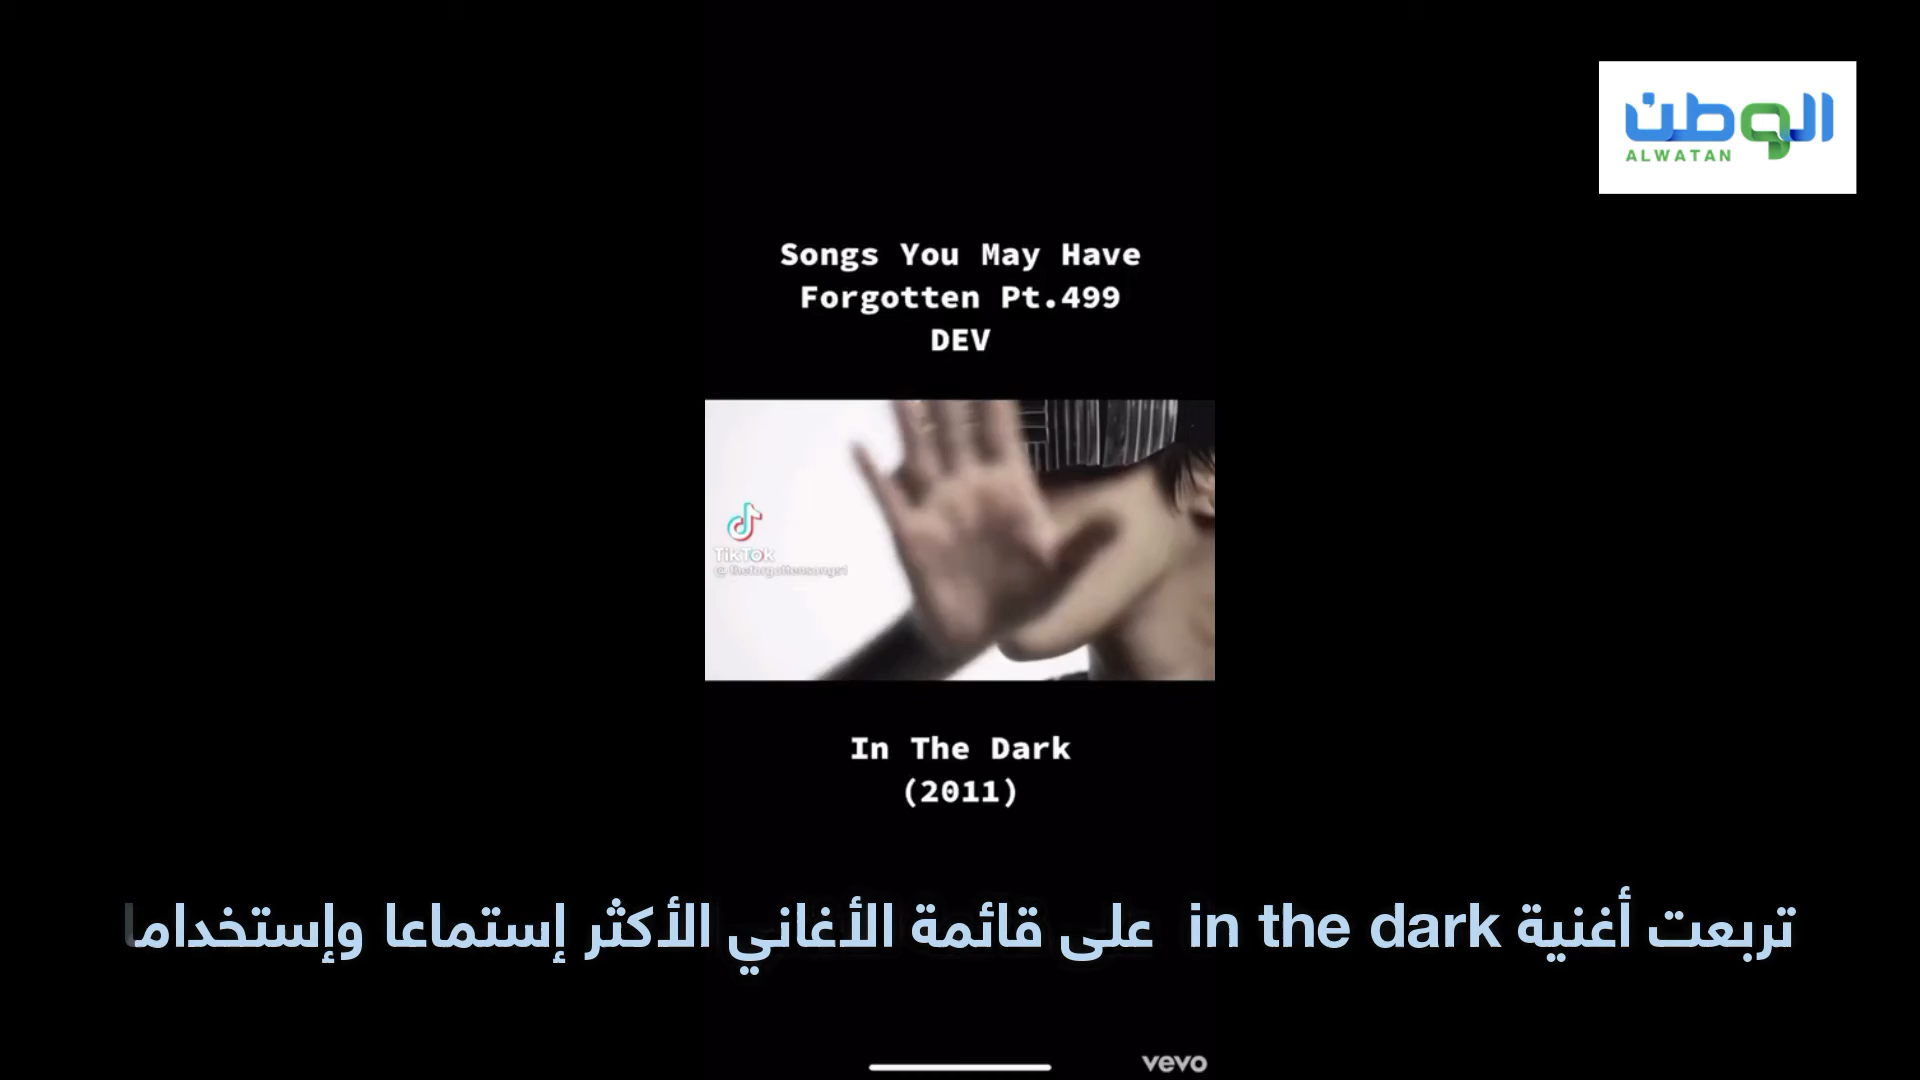 الوطن
ALWATAN
Songs You May Have
Forgotten Pt.499
DEV
TikTok
@theforgottensongs1
In The Dark
(2011)
تربعت أغنية in the dark على قائمة الأغاني الأكثر إستماعا وإستخداما
vevo